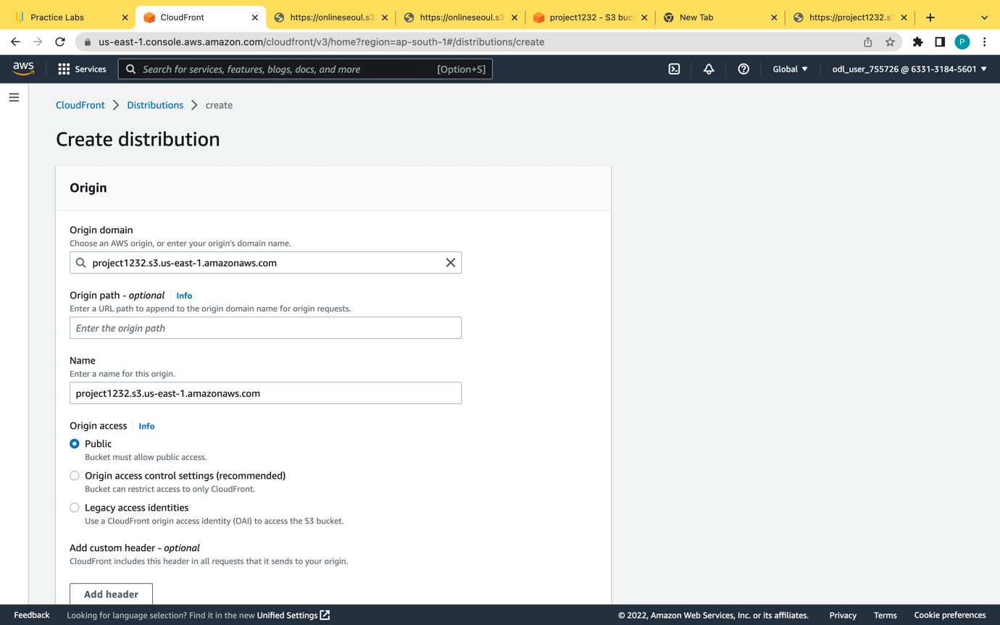 Practice Labs
CloudFront
https://onlineseoul.s3
https://onlineseoul.s3
project1232 - S3 buc
New Tab
https://project1232.s3
us-east-1.console.aws.amazon.com/cloudfront/v3/home?region=ap-south-1#/distributions/create
P
aws
Services
Search for services, features, blogs, docs, and more
[Option+S]
Global
odl_user_755726 @ 6331-3184-5601
CloudFront
Distributions
create
Create distribution
Origin
Origin domain
Choose an AWS origin, or enter your origin's domain name.
project1232.s3.us-east-1.amazonaws.com
Origin path - optional
Info
Enter a URL path to append to the origin domain name for origin requests.
Enter the origin path
Name
Enter a name for this origin.
project1232.s3.us-east-1.amazonaws.com
Origin access
Info
Public
Bucket must allow public access.
Origin access control settings (recommended)
Bucket can restrict access to only CloudFront.
Legacy access identities
Use a CloudFront origin access identity (OAI) to access the S3 bucket.
Add custom header - optional
CloudFront includes this header in all requests that it sends to your origin.
Add header
Feedback
Looking for language selection? Find it in the new Unified Settings
© 2022, Amazon Web Services, Inc. or its affiliates.
Privacy
Terms
Cookie preferences